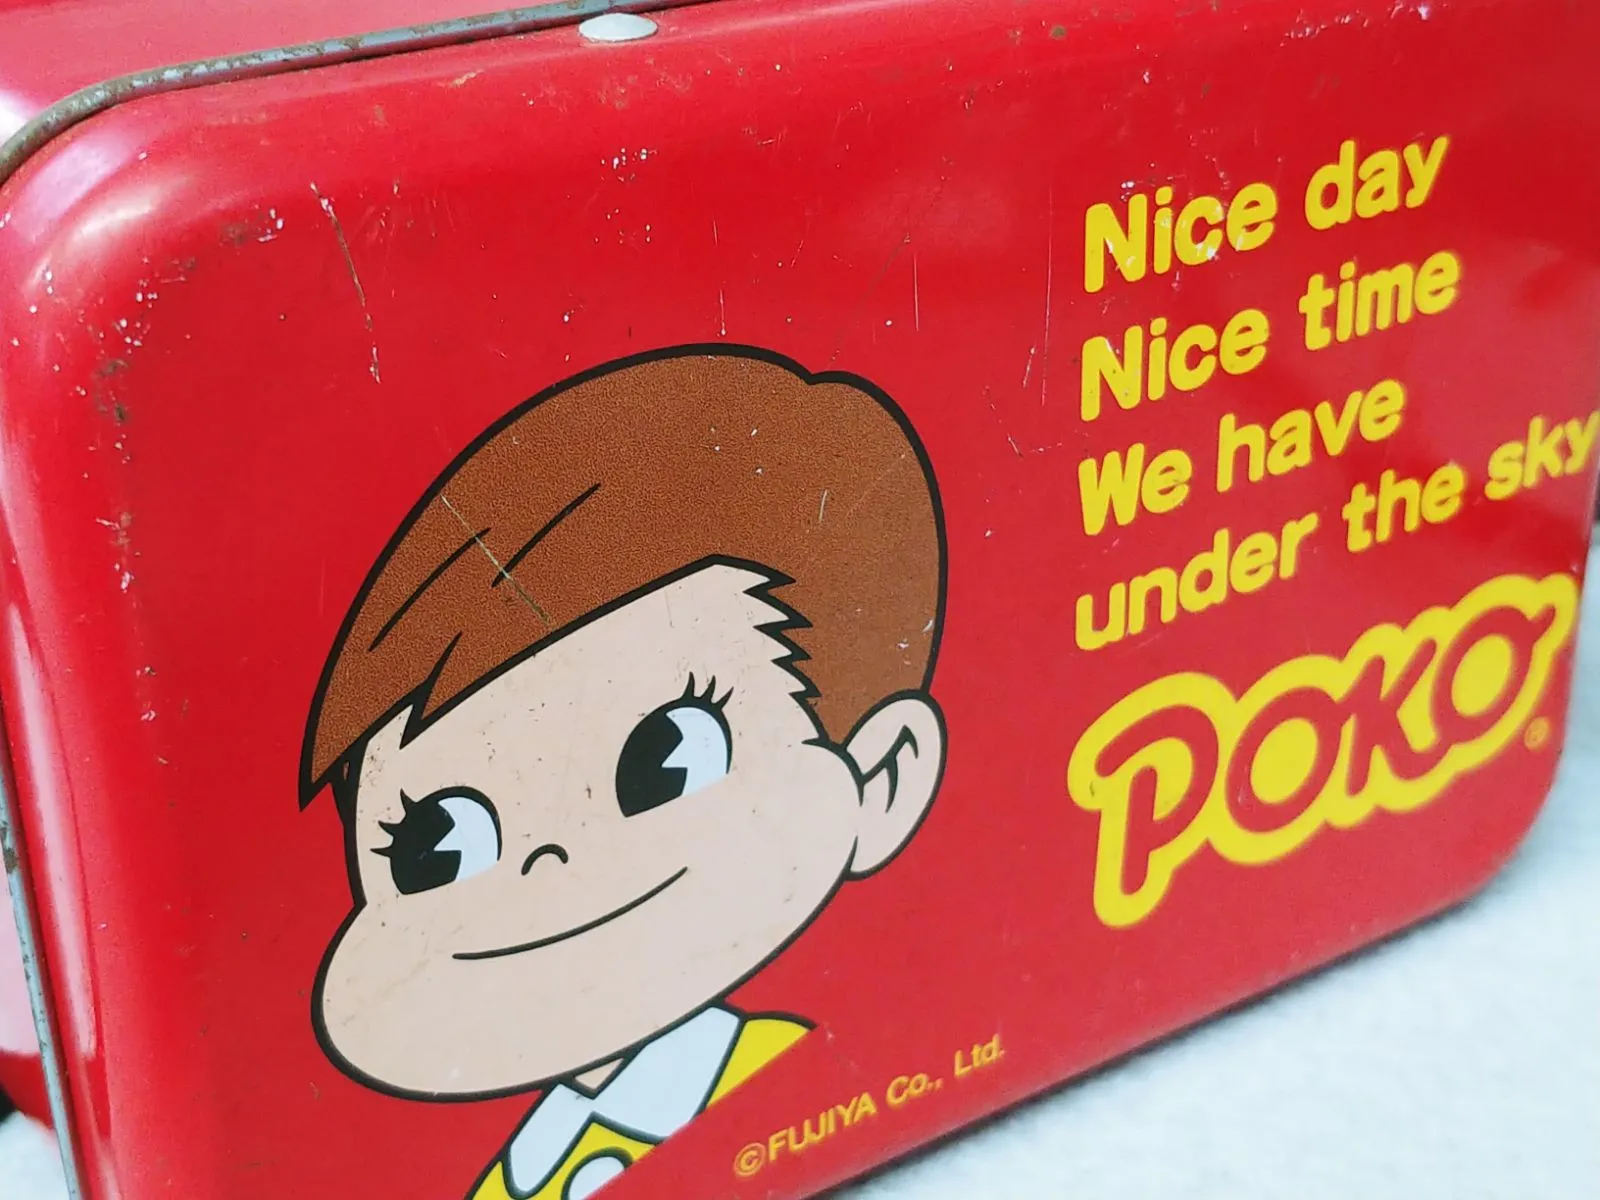 Nice day
Nice time
We have
under the sky
POKO®
©FUJIYA Co., Ltd.